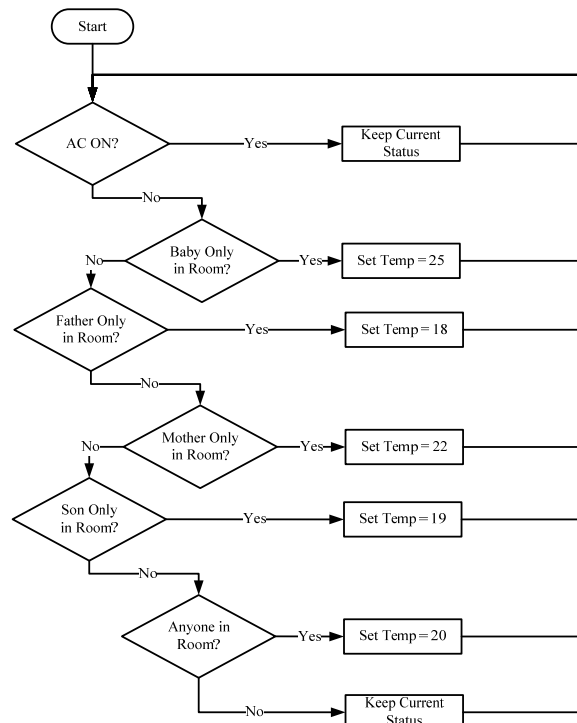 Start
AC ON?
Yes
Keep Current
Status
No
Baby Only
in Room?
Yes
Set Temp = 25
No
Father Only
in Room?
Yes
Set Temp = 18
No
Mother Only
in Room?
Yes
Set Temp = 22
No
Son Only
in Room?
Yes
Set Temp = 19
No
Anyone in
Room?
Yes
Set Temp = 20
No
Keep Current
Status